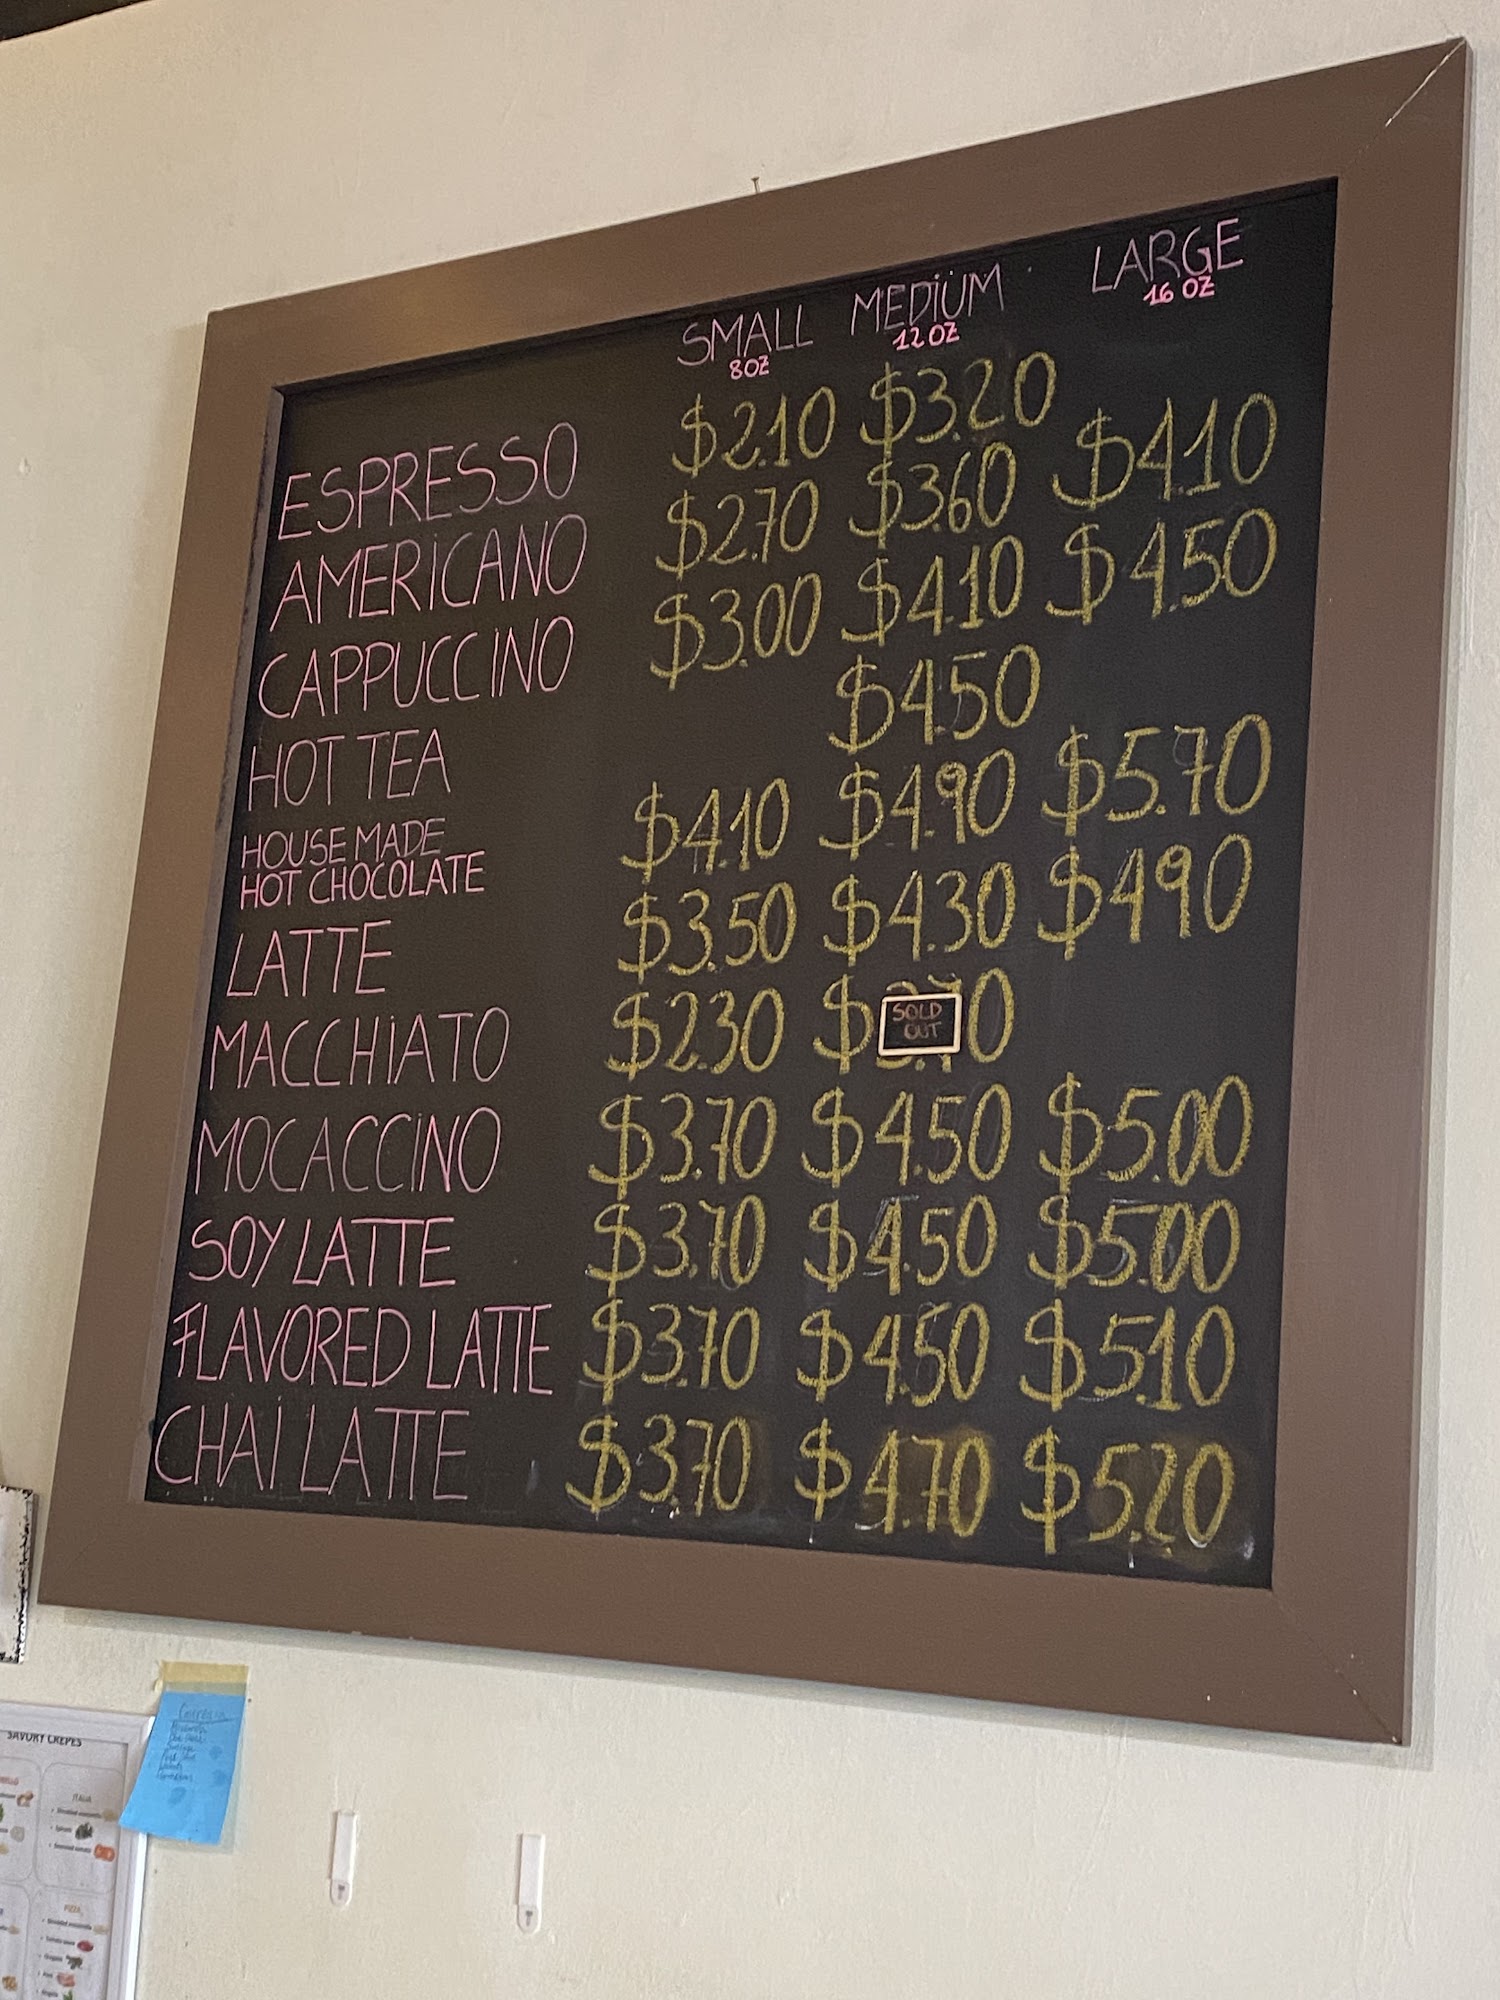 SMALL MEDIUM LARGE
8OZ 12OZ 16 OZ
ESPRESSO $2.10 $3.20
AMERICANO $2.70 $3.60 $4.10
CAPPUCCINO $3.00 $4.10 $4.50
HOT TEA $4.50
HOUSE MADE
HOT CHOCOLATE $4.10 $4.90 $5.70
LATTE $3.50 $4.30 $4.90
MACCHIATO $2.30 $ 0
SOLD
OUT
MOCACCINO $3.70 $4.50 $5.00
SOY LATTE $3.70 $4.50 $5.00
FLAVORED LATTE $3.70 $4.50 $5.10
CHAI LATTE $3.70 $4.70 $5.20
SAVORY CREPES
ITALIA
PIZZA